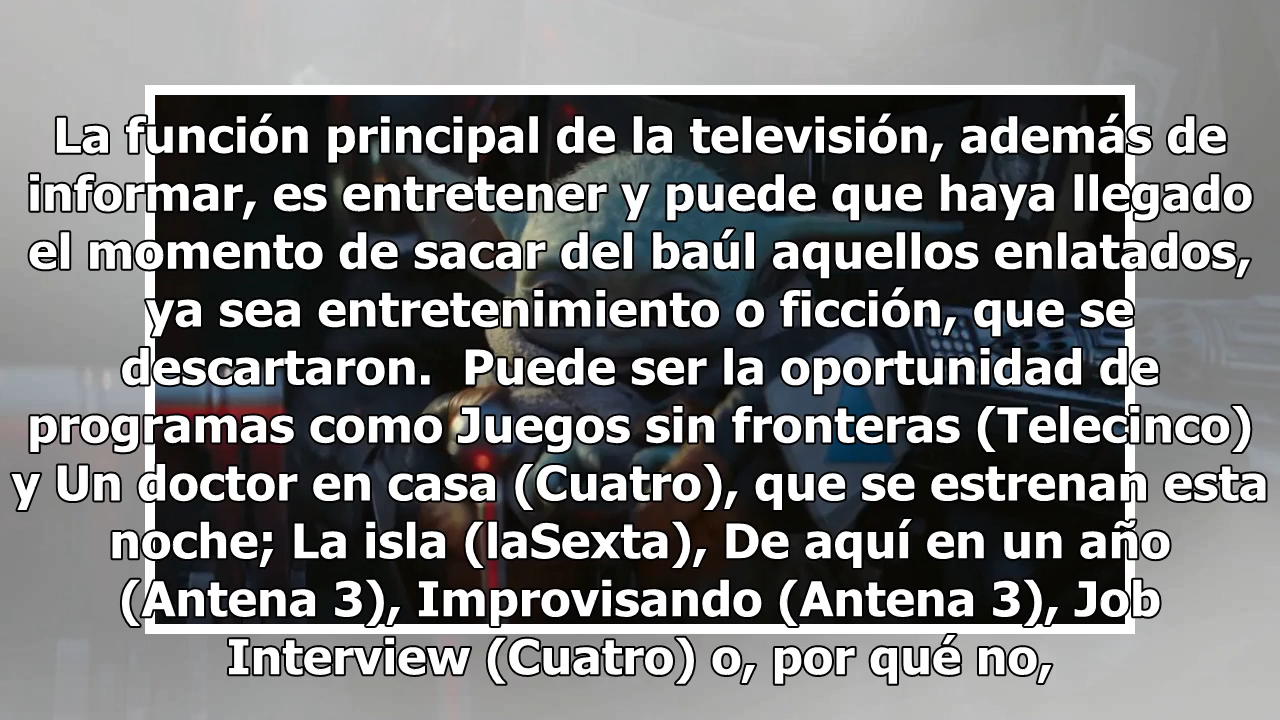 La función principal de la televisión, además de
informar, es entretener y puede que haya llegado
el momento de sacar del baúl aquellos enlatados,
ya sea entretenimiento o ficción, que se
descartaron.  Puede ser la oportunidad de
programas como Juegos sin fronteras (Telecinco)
y Un doctor en casa (Cuatro), que se estrenan esta
noche; La isla (laSexta), De aquí en un año
(Antena 3), Improvisando (Antena 3), Job
Interview (Cuatro) o, por qué no,